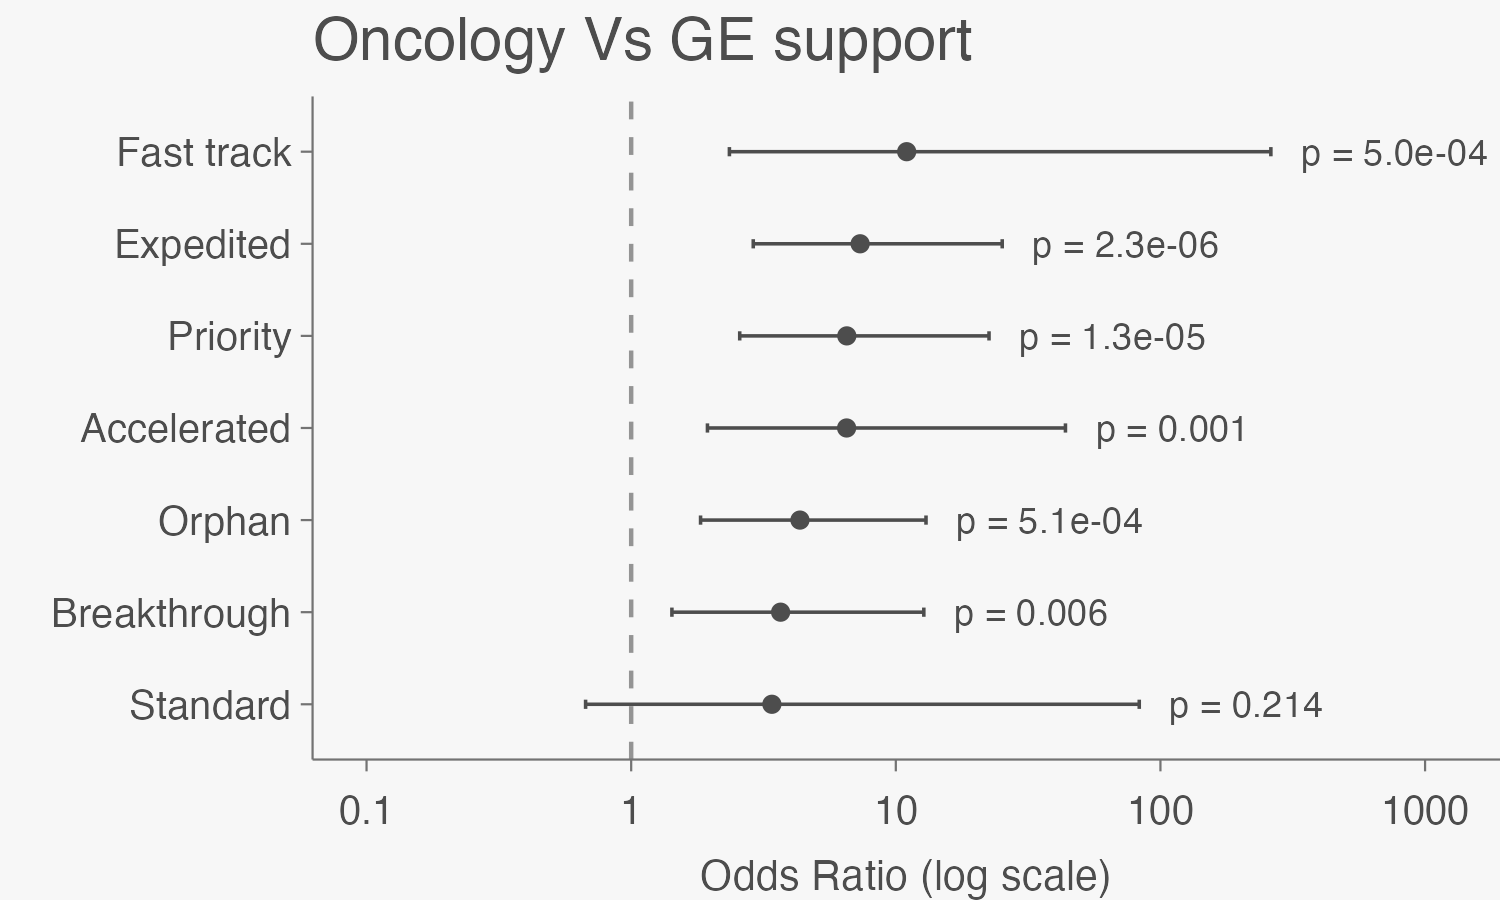 Oncology Vs GE support
Fast track
p = 5.0e-04
Expedited
p = 2.3e-06
Priority
p = 1.3e-05
Accelerated
p = 0.001
Orphan
p = 5.1e-04
Breakthrough
p = 0.006
Standard
p = 0.214
0.1 1 10 100 1000
Odds Ratio (log scale)